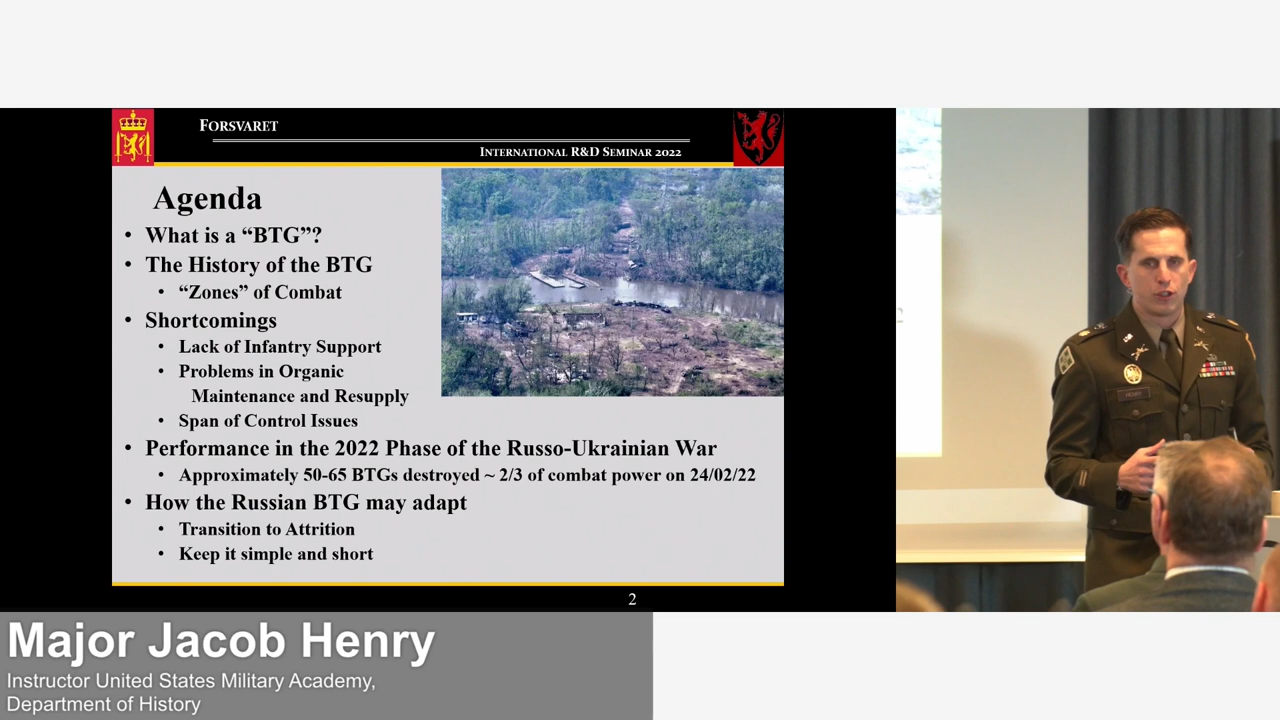 FORSVARET
INTERNATIONAL R&D SEMINAR 2022
Agenda
• What is a “BTG”?
• The History of the BTG
• “Zones” of Combat
• Shortcomings
• Lack of Infantry Support
• Problems in Organic
Maintenance and Resupply
• Span of Control Issues
• Performance in the 2022 Phase of the Russo-Ukrainian War
• Approximately 50-65 BTGs destroyed ~ 2/3 of combat power on 24/02/22
• How the Russian BTG may adapt
• Transition to Attrition
• Keep it simple and short
2
HENRY
Major Jacob Henry
Instructor United States Military Academy,
Department of History